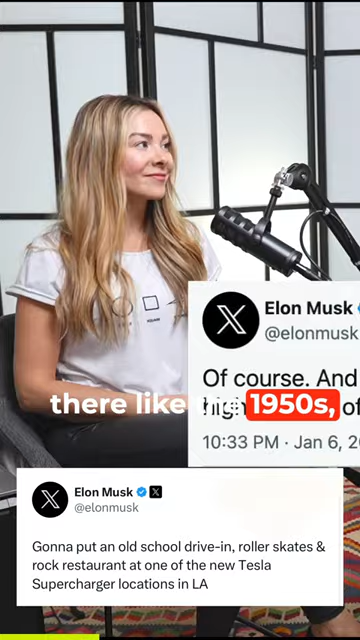 Elon Musk
@elonmusk
Of course. And
there like 1950s,
10:33 PM · Jan 6,
Elon Musk
@elonmusk
Gonna put an old school drive-in, roller skates &
rock restaurant at one of the new Tesla
Supercharger locations in LA